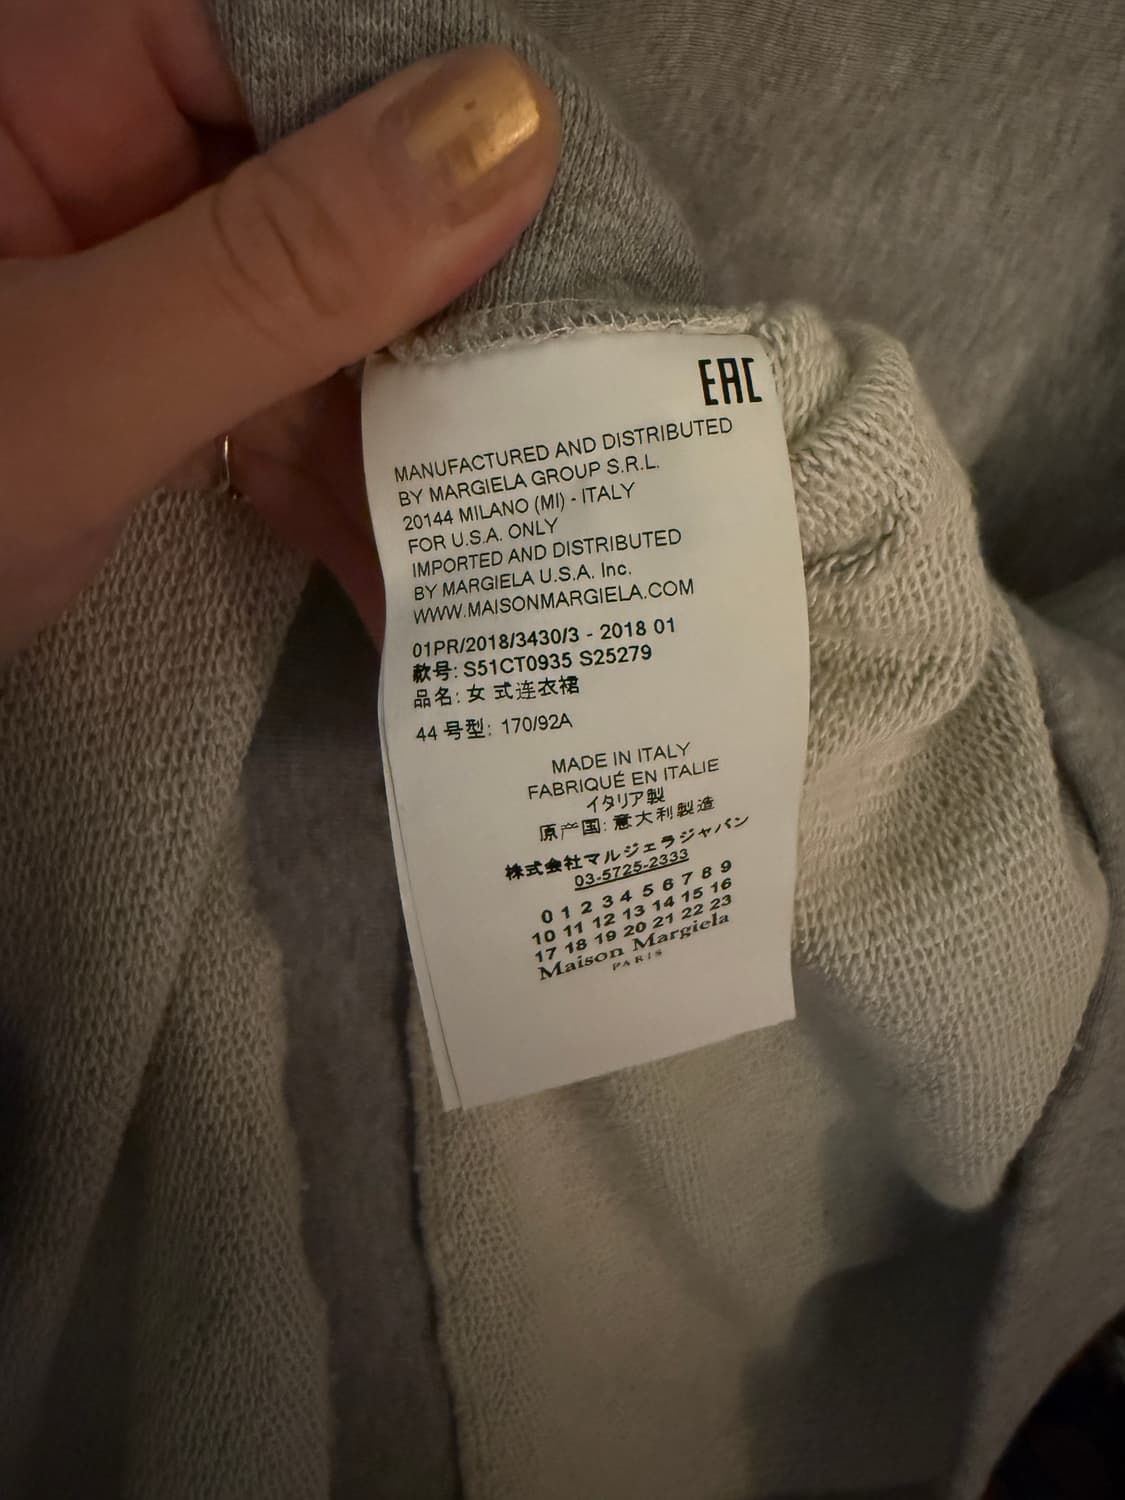 EAC
MANUFACTURED AND DISTRIBUTED
BY MARGIELA GROUP S.R.L.
20144 MILANO (MI) - ITALY
FOR U.S.A. ONLY
IMPORTED AND DISTRIBUTED
BY MARGIELA U.S.A. Inc.
WWW.MAISONMARGIELA.COM
01PR/2018/3430/3 - 2018 01
款号: S51CT0935 S25279
品名: 女 式连衣裙
44 号型: 170/92A
MADE IN ITALY
FABRIQUÉ EN ITALIE
イタリア製
原产国: 意大利製造
株式会社マルジェラジャパン
03-5725-2333
0 1 2 3 4 5 6 7 8 9
10 11 12 13 14 15 16
17 18 19 20 21 22 23
Maison Margiela
PARIS